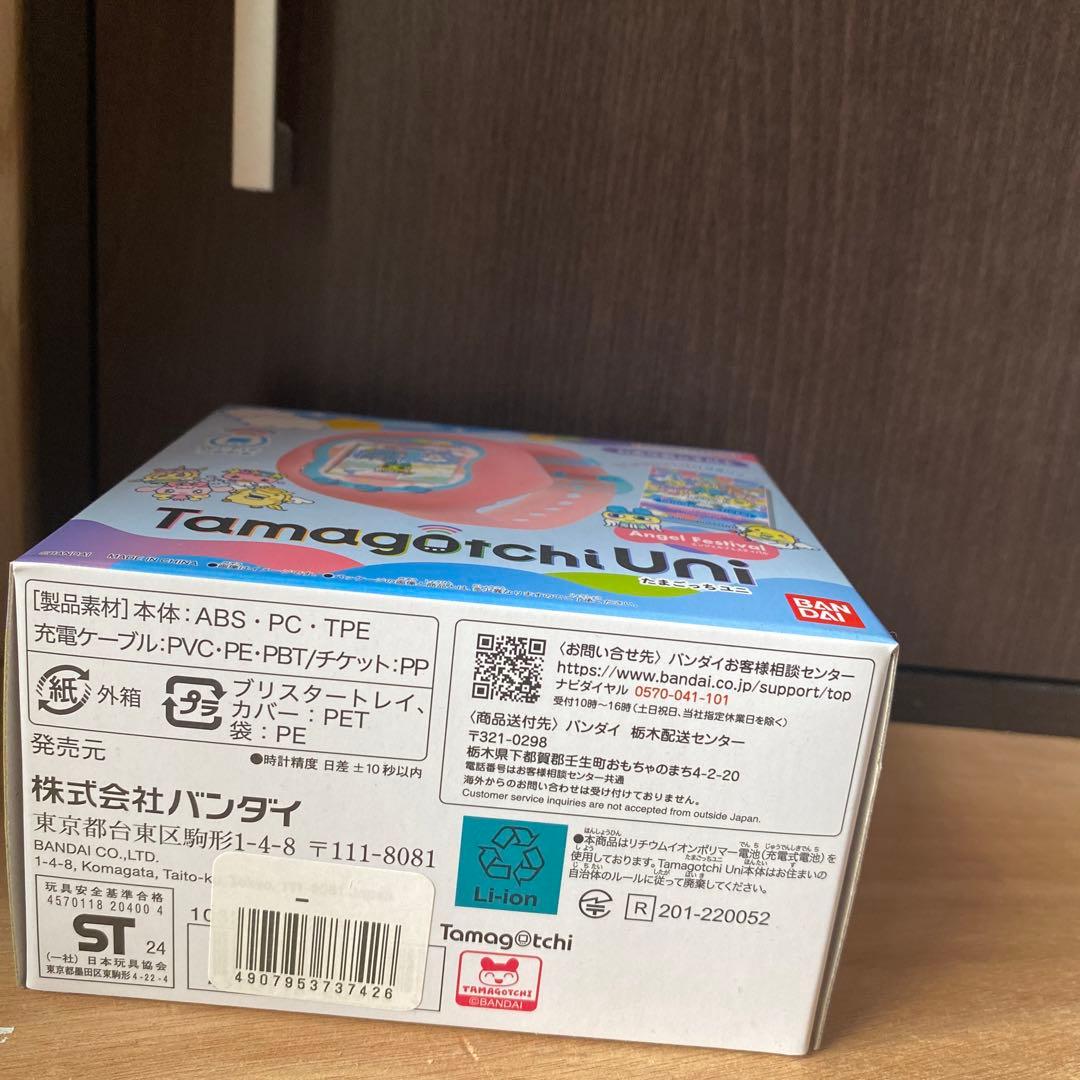 Tamagotchi Uni
たまごっちユニ
Angel Festival
©BANDAI MADE IN CHINA
BAN
DAI
[製品素材] 本体:ABS・PC・TPE
充電ケーブル:PVC・PE・PBT/チケット:PP
紙 外箱
プラ ブリスタートレイ、
カバー:PET
袋:PE
発売元
●時計精度 日差 ±10秒以内
株式会社バンダイ
東京都台東区駒形1-4-8 〒111-8081
BANDAI CO.,LTD.
1-4-8, Komagata, Taito-k
玩具安全基準合格
4570118 20400 4
ST 24
(一社) 日本玩具協会
東京都墨田区東駒形4-22-4
4907953737426
〈お問い合せ先〉バンダイお客様相談センター
https://www.bandai.co.jp/support/top
ナビダイヤル 0570-041-101
受付10時～16時(土日祝日、当社指定休業日を除く)
〈商品送付先〉バンダイ 栃木配送センター
〒321-0298
栃木県下都賀郡壬生町おもちゃのまち4-2-20
電話番号はお客様相談センター共通
海外からのお問い合わせは受け付けておりません。
Customer service inquiries are not accepted from outside Japan.
Li-ion
●本商品はリチウムイオンポリマー電池(充電式電池)を
使用しております。Tamagotchi Uni本体はお住まいの
自治体のルールに従って廃棄してください。
R 201-220052
Tamagotchi
TAMAGOTCHI
©BANDAI